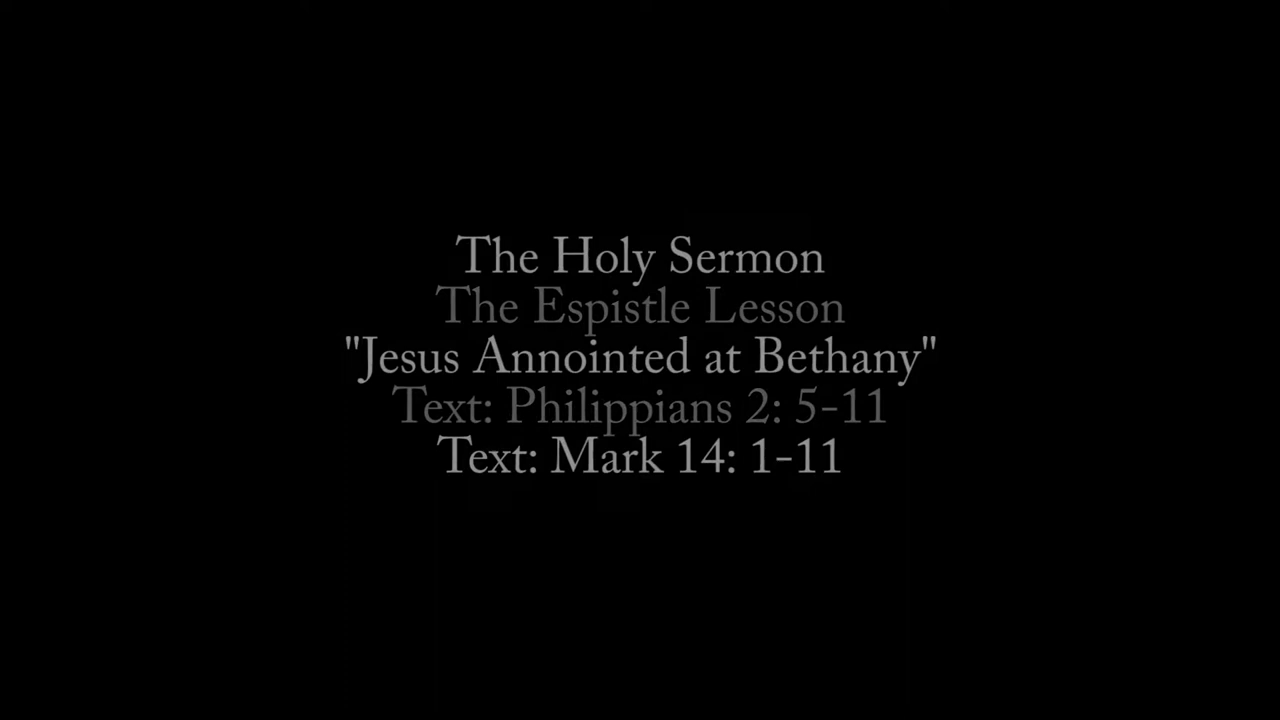 The Holy Sermon
The Espistle Lesson
"Jesus Annointed at Bethany"
Text: Philippians 2: 5-11
Text: Mark 14: 1-11